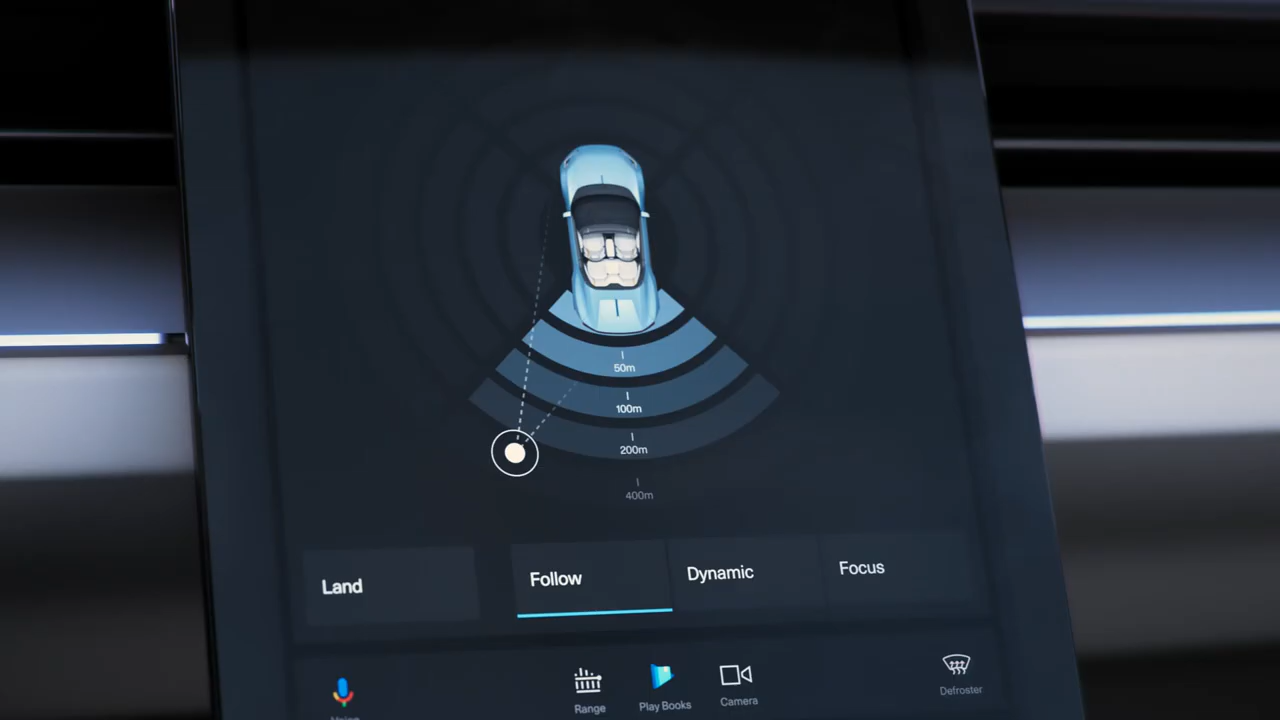 50m
100m
200m
400m
Land
Follow
Dynamic
Focus
Range
Play Books
Camera
Defroster